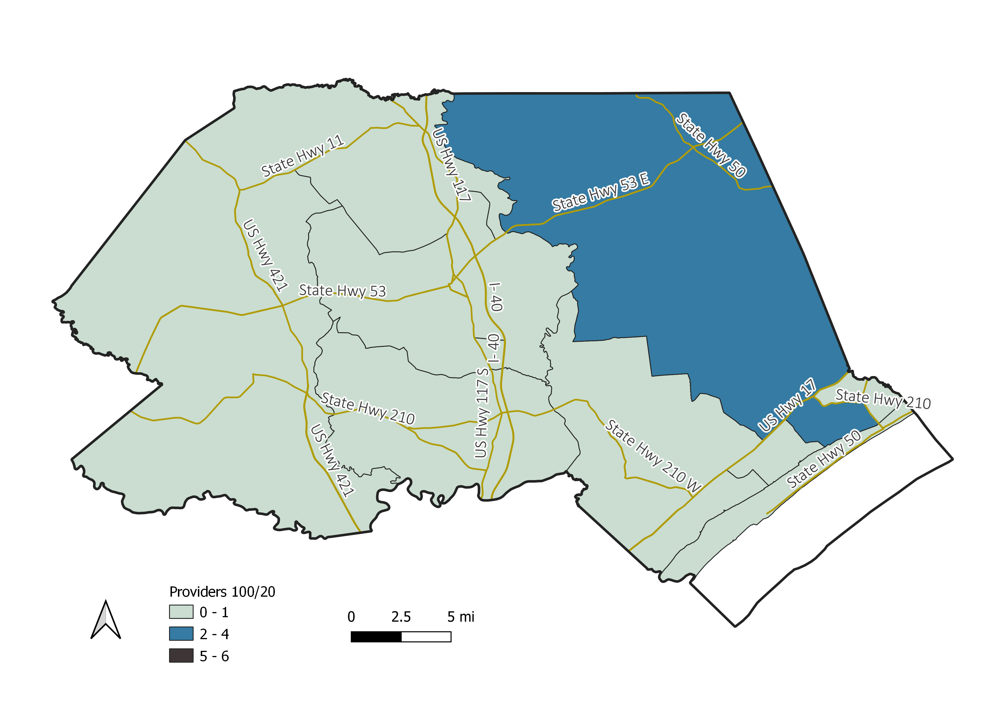 State Hwy 50
State Hwy 11
US Hwy 117
State Hwy 53 E
US Hwy 421
State Hwy 53
I-40
I-40
US Hwy 117 S
US Hwy 17
State Hwy 210
State Hwy 210
State Hwy 210 W
US Hwy 421
State Hwy 50
Providers 100/20
0 - 1
2 - 4
5 - 6
0 2.5 5 mi